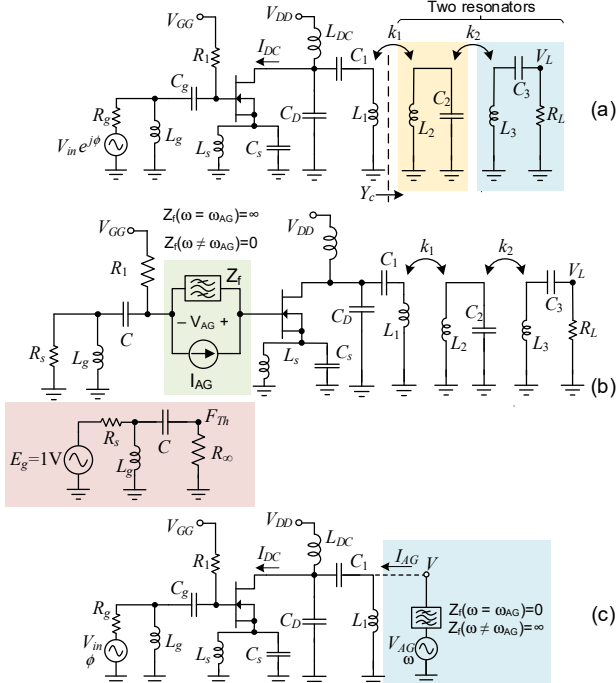 Two resonators
V_GG
V_DD
L_DC
I_DC
R_1
C_1
k_1
k_2
V_L
C_g
C_3
R_g
V_in e^{jϕ}
L_g
L_s
C_s
C_D
L_1
L_2
C_2
L_3
R_L
(a)
Y_c
Z_f(ω = ω_AG)=∞
Z_f(ω ≠ ω_AG)=0
V_GG
V_DD
R_1
Z_f
C_1
k_1
k_2
V_L
C
− V_AG +
C_3
R_s
L_g
I_AG
L_s
C_s
C_D
L_1
L_2
C_2
L_3
R_L
(b)
F_Th
E_g=1V
R_s
C
L_g
R_∞
V_GG
V_DD
L_DC
I_DC
R_1
C_1
I_AG
V
C_g
R_g
V_in
ϕ
L_g
L_s
C_s
C_D
L_1
Z_f(ω = ω_AG)=0
Z_f(ω ≠ ω_AG)=∞
V_AG
ω
(c)